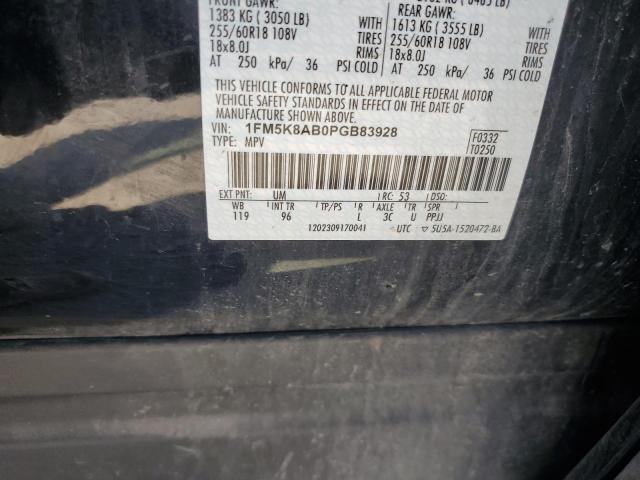 FRONT GAWR:
1383 KG ( 3050 LB)
255/60R18 108V
18x8.0J
AT 250 kPa/ 36
WITH
TIRES
RIMS
PSI COLD
REAR GAWR:
1613 KG ( 3555 LB)
255/60R18 108V
18x8.0J
AT 250 kPa/ 36
WITH
TIRES
RIMS
PSI COLD
THIS VEHICLE CONFORMS TO ALL APPLICABLE FEDERAL MOTOR
VEHICLE SAFETY STANDARDS IN EFFECT ON THE DATE OF
MANUFACTURE SHOWN ABOVE.
VIN: 1FM5K8AB0PGB83928
TYPE: MPV
F0332
T0250
EXT PNT: UM RC: 53 DSO:
WB INT TR TP/PS R AXLE TR SPR
119 96 L 3C U PPJJ
1202309170041 UTC ▽ 5U5A-1520472-BA